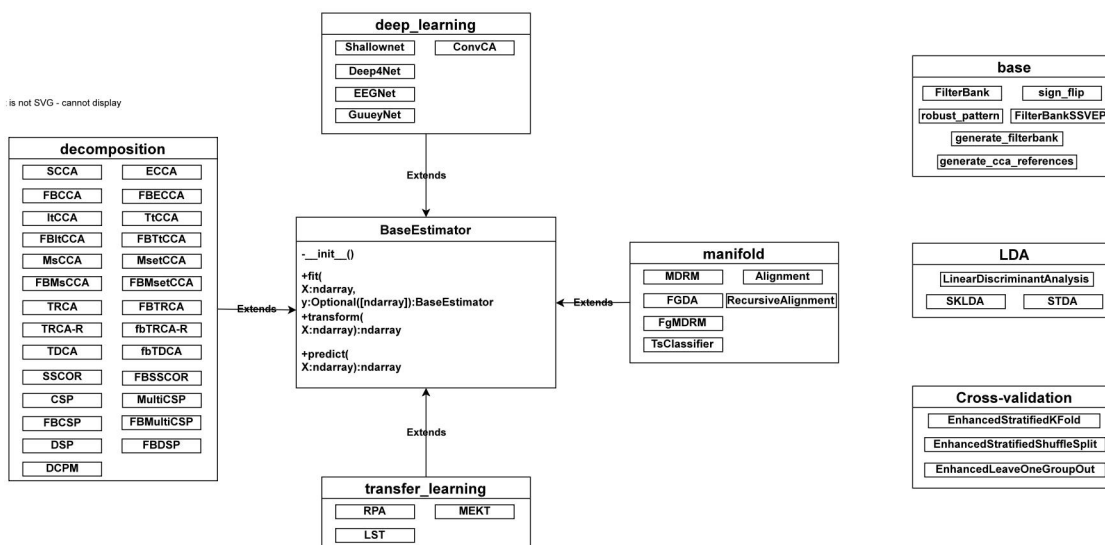 deep_learning
Shallownet
ConvCA
Deep4Net
EEGNet
GuueyNet
: is not SVG - cannot display
decomposition
SCCA
ECCA
FBCCA
FBECCA
ItCCA
TtCCA
FBItCCA
FBTtCCA
MsCCA
MsetCCA
FBMsCCA
FBMsetCCA
TRCA
FBTRCA
TRCA-R
fbTRCA-R
TDCA
fbTDCA
SSCOR
FBSSCOR
CSP
MultiCSP
FBCSP
FBMultiCSP
DSP
FBDSP
DCPM
Extends
Extends
BaseEstimator
-__init__()
+fit(
X:ndarray,
y:Optional([ndarray]):BaseEstimator
+transform(
X:ndarray):ndarray
+predict(
X:ndarray):ndarray
Extends
manifold
MDRM
Alignment
FGDA
RecursiveAlignment
FgMDRM
TsClassifier
Extends
transfer_learning
RPA
MEKT
LST
base
FilterBank
sign_flip
robust_pattern
FilterBankSSVEP
generate_filterbank
generate_cca_references
LDA
LinearDiscriminantAnalysis
SKLDA
STDA
Cross-validation
EnhancedStratifiedKFold
EnhancedStratifiedShuffleSplit
EnhancedLeaveOneGroupOut